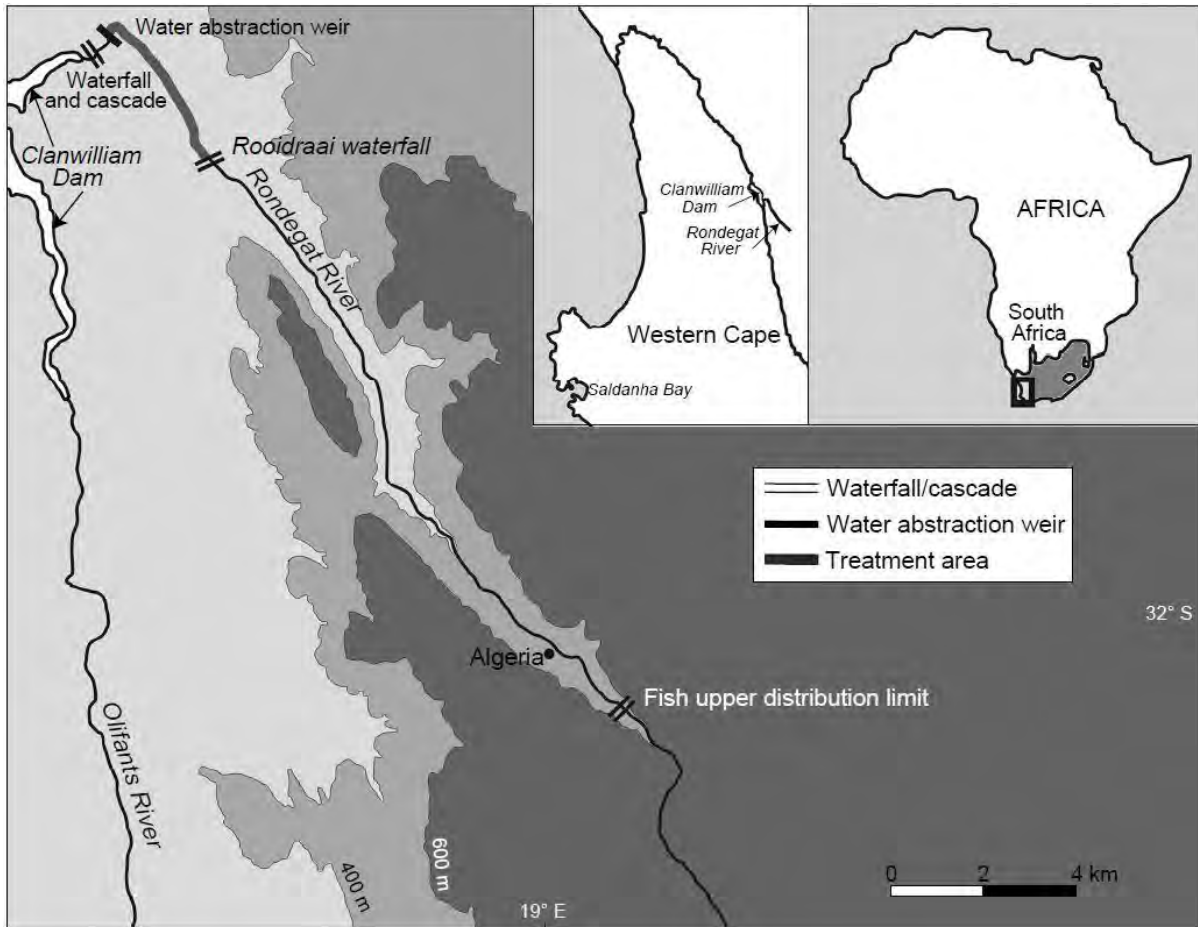 Water abstraction weir
Waterfall
and cascade
Clanwilliam
Dam
Rooidraai waterfall
Rondegat River
Clanwilliam
Dam
Rondegat
River
Western Cape
Saldanha Bay
AFRICA
South
Africa
Waterfall/cascade
Water abstraction weir
Treatment area
32° S
Algeria
Fish upper distribution limit
Olifants River
400 m
600 m
19° E
0 2 4 km